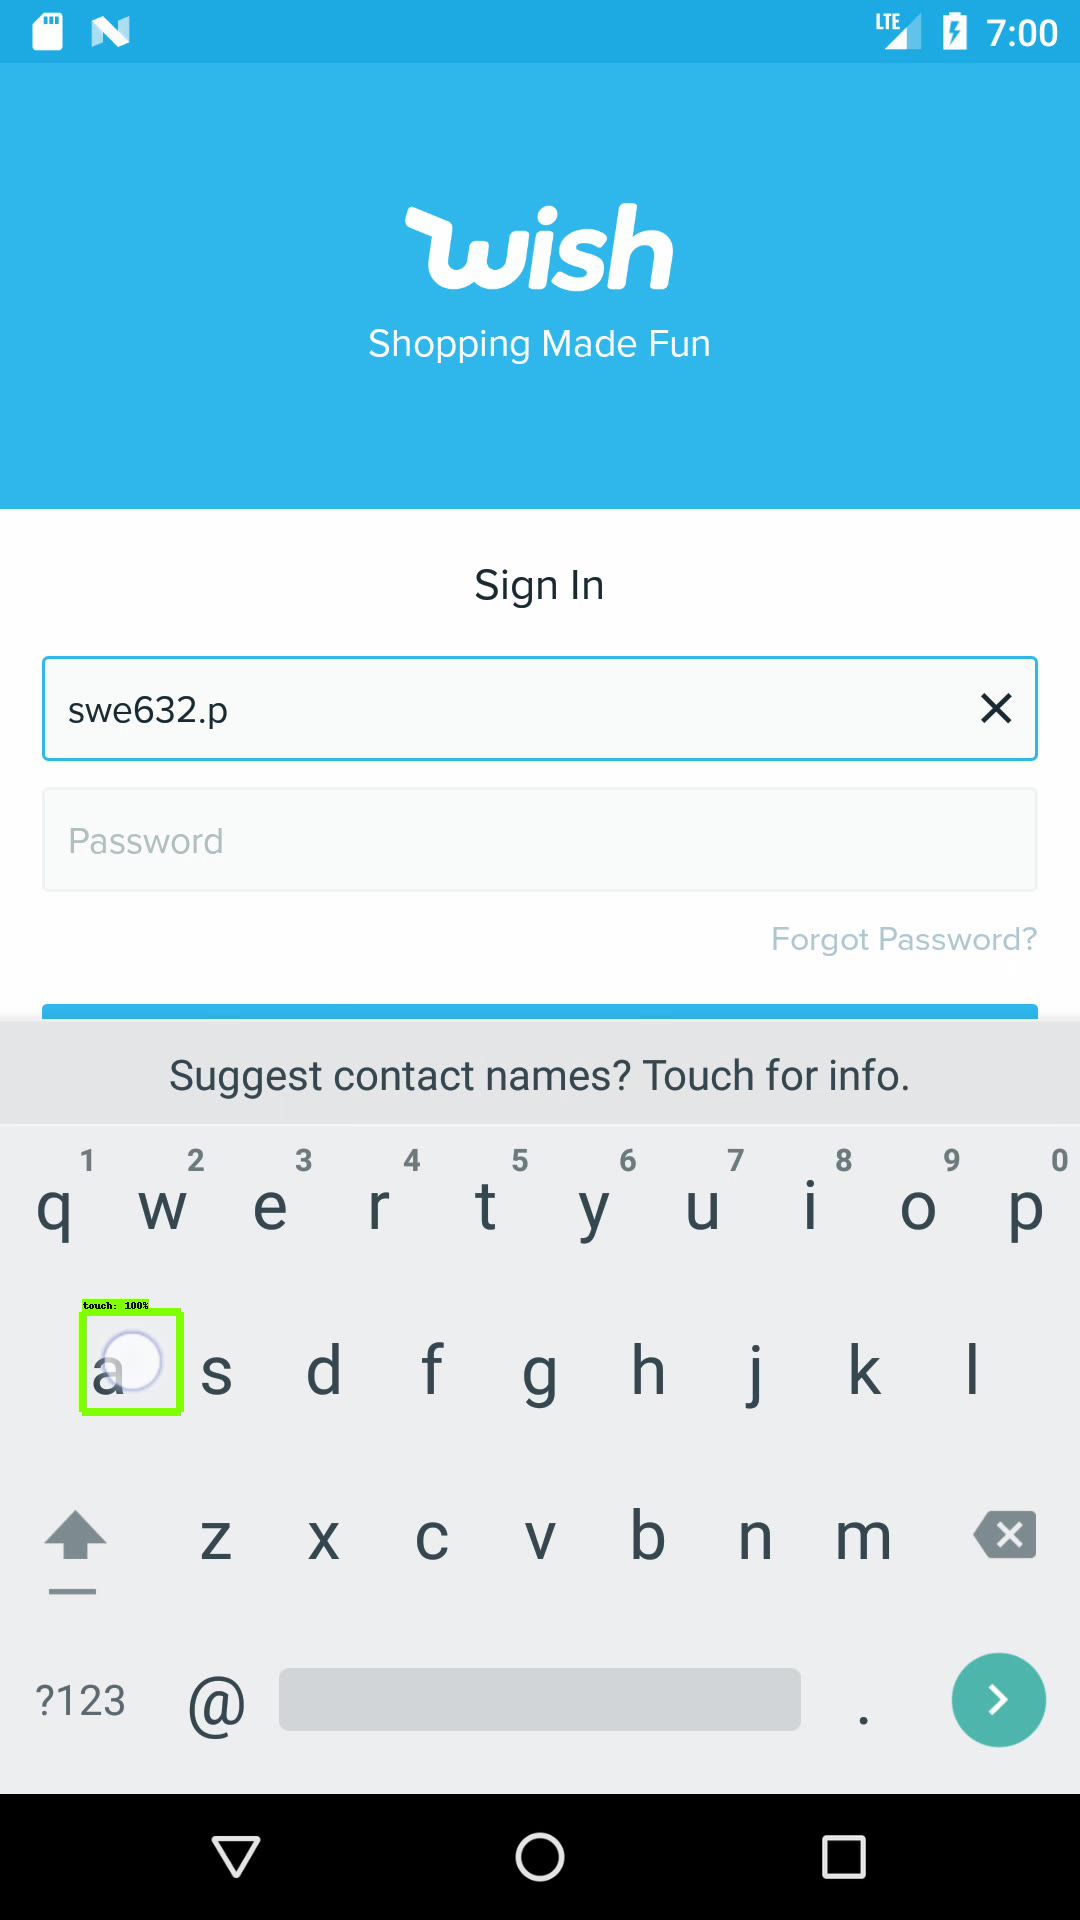 LTE 7:00
wish
Shopping Made Fun
Sign In
swe632.p
Password
Forgot Password?
Suggest contact names? Touch for info.
1 2 3 4 5 6 7 8 9 0
q w e r t y u i o p
touch: 100%
a s d f g h j k l
z x c v b n m
?123 @ .